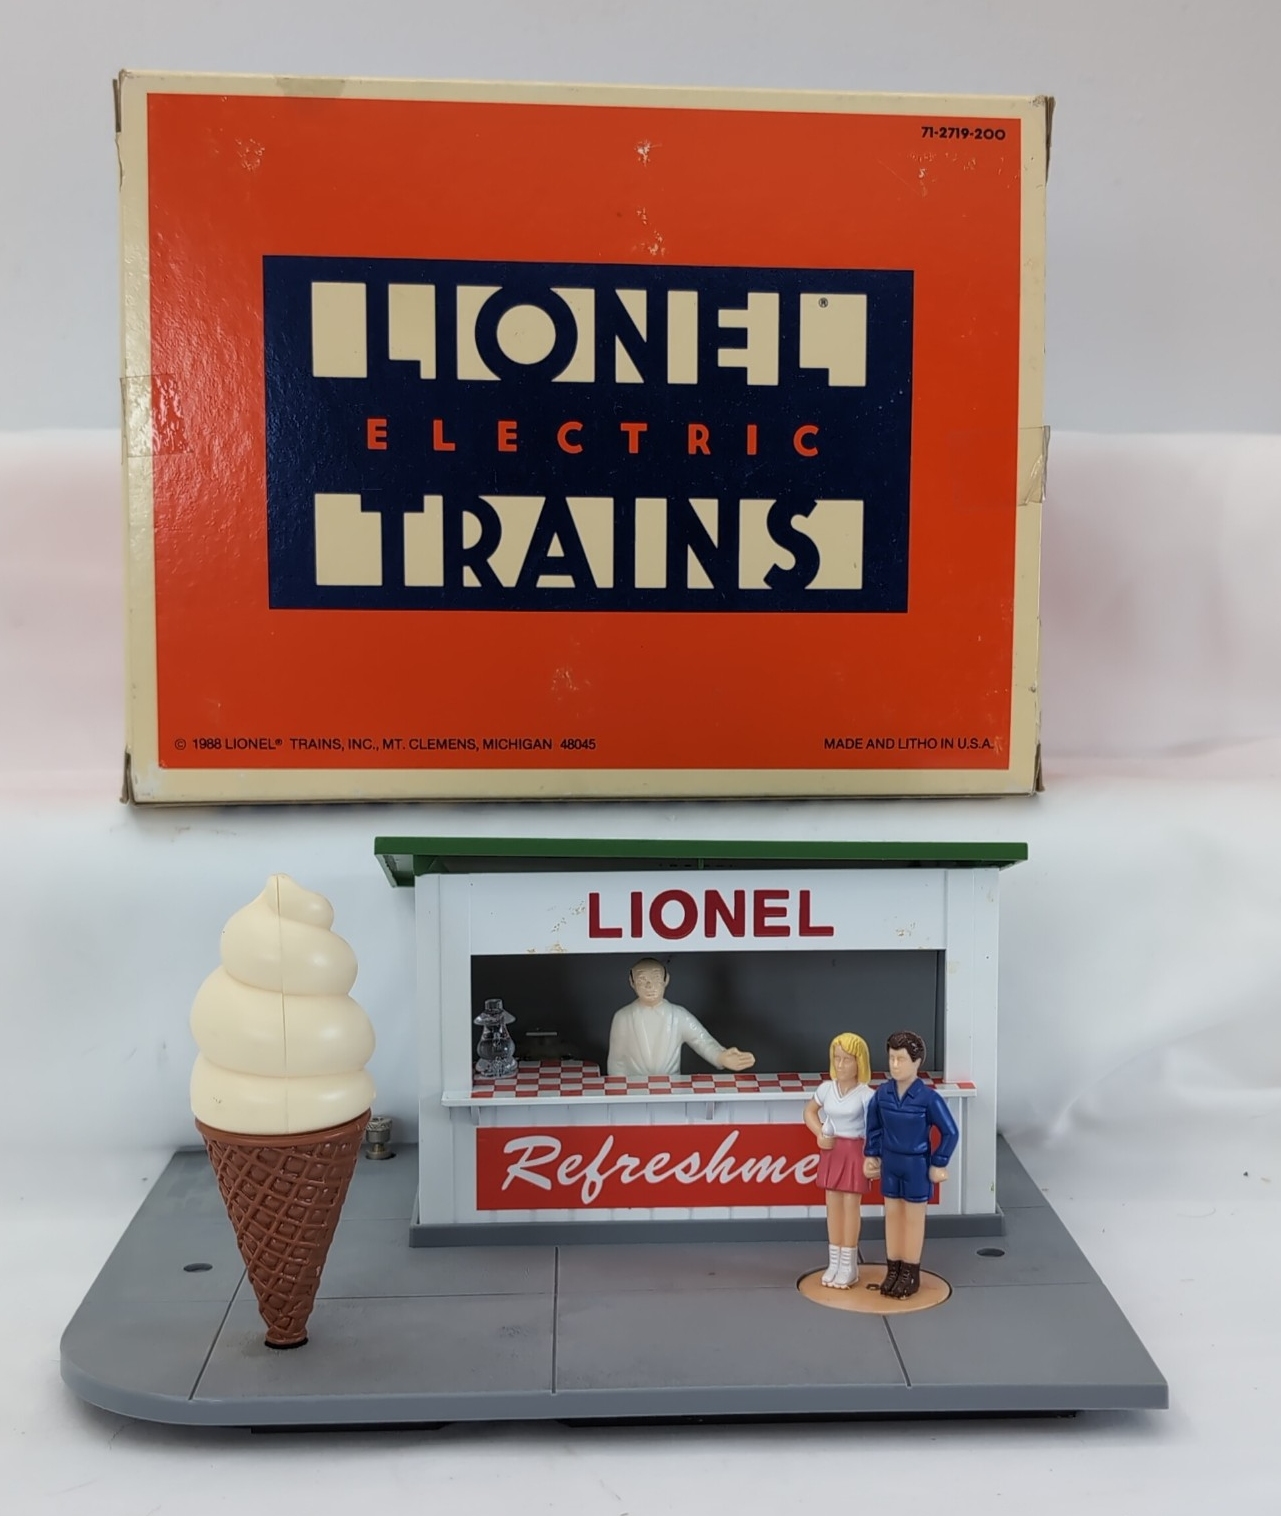 71-2719-200
LIONEL®
ELECTRIC
TRAINS
© 1988 LIONEL® TRAINS, INC., MT. CLEMENS, MICHIGAN 48045
MADE AND LITHO IN U.S.A.
LIONEL
Refreshme